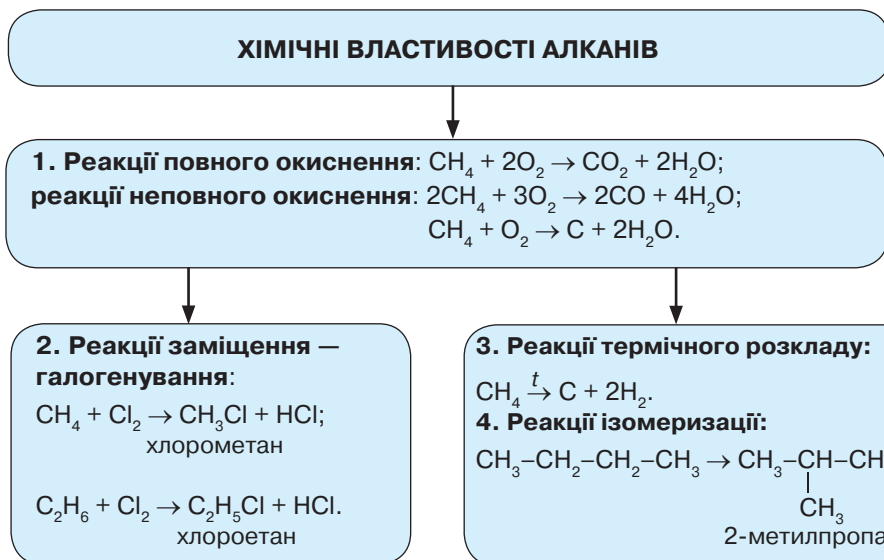 ХІМІЧНІ ВЛАСТИВОСТІ АЛКАНІВ
1. Реакції повного окиснення: CH₄ + 2O₂ → CO₂ + 2H₂O;
реакції неповного окиснення: 2CH₄ + 3O₂ → 2CO + 4H₂O;
CH₄ + O₂ → C + 2H₂O.
2. Реакції заміщення —
галогенування:
CH₄ + Cl₂ → CH₃Cl + HCl;
хлорометан
C₂H₆ + Cl₂ → C₂H₅Cl + HCl.
хлороетан
3. Реакції термічного розкладу:
t
CH₄ → C + 2H₂.
4. Реакції ізомеризації:
CH₃–CH₂–CH₂–CH₃ → CH₃–CH–CH
CH₃
2-метилпропа